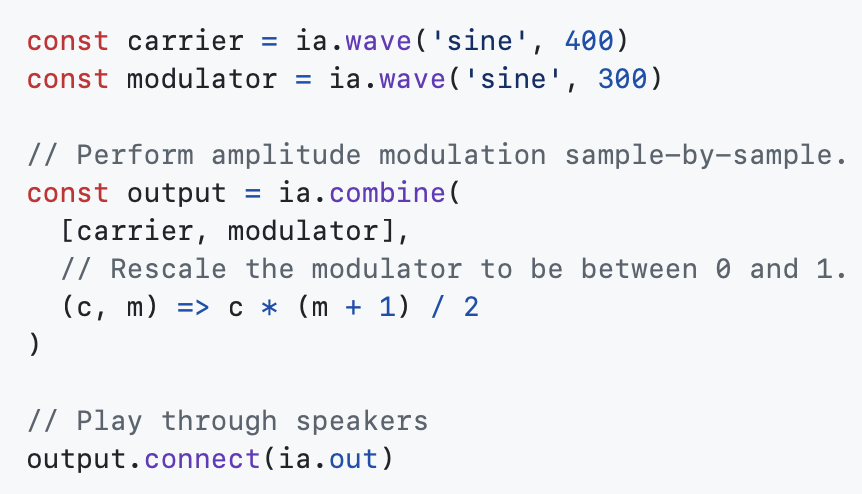 const carrier = ia.wave('sine', 400)
const modulator = ia.wave('sine', 300)

// Perform amplitude modulation sample-by-sample.
const output = ia.combine(
  [carrier, modulator],
  // Rescale the modulator to be between 0 and 1.
  (c, m) => c * (m + 1) / 2
)

// Play through speakers
output.connect(ia.out)